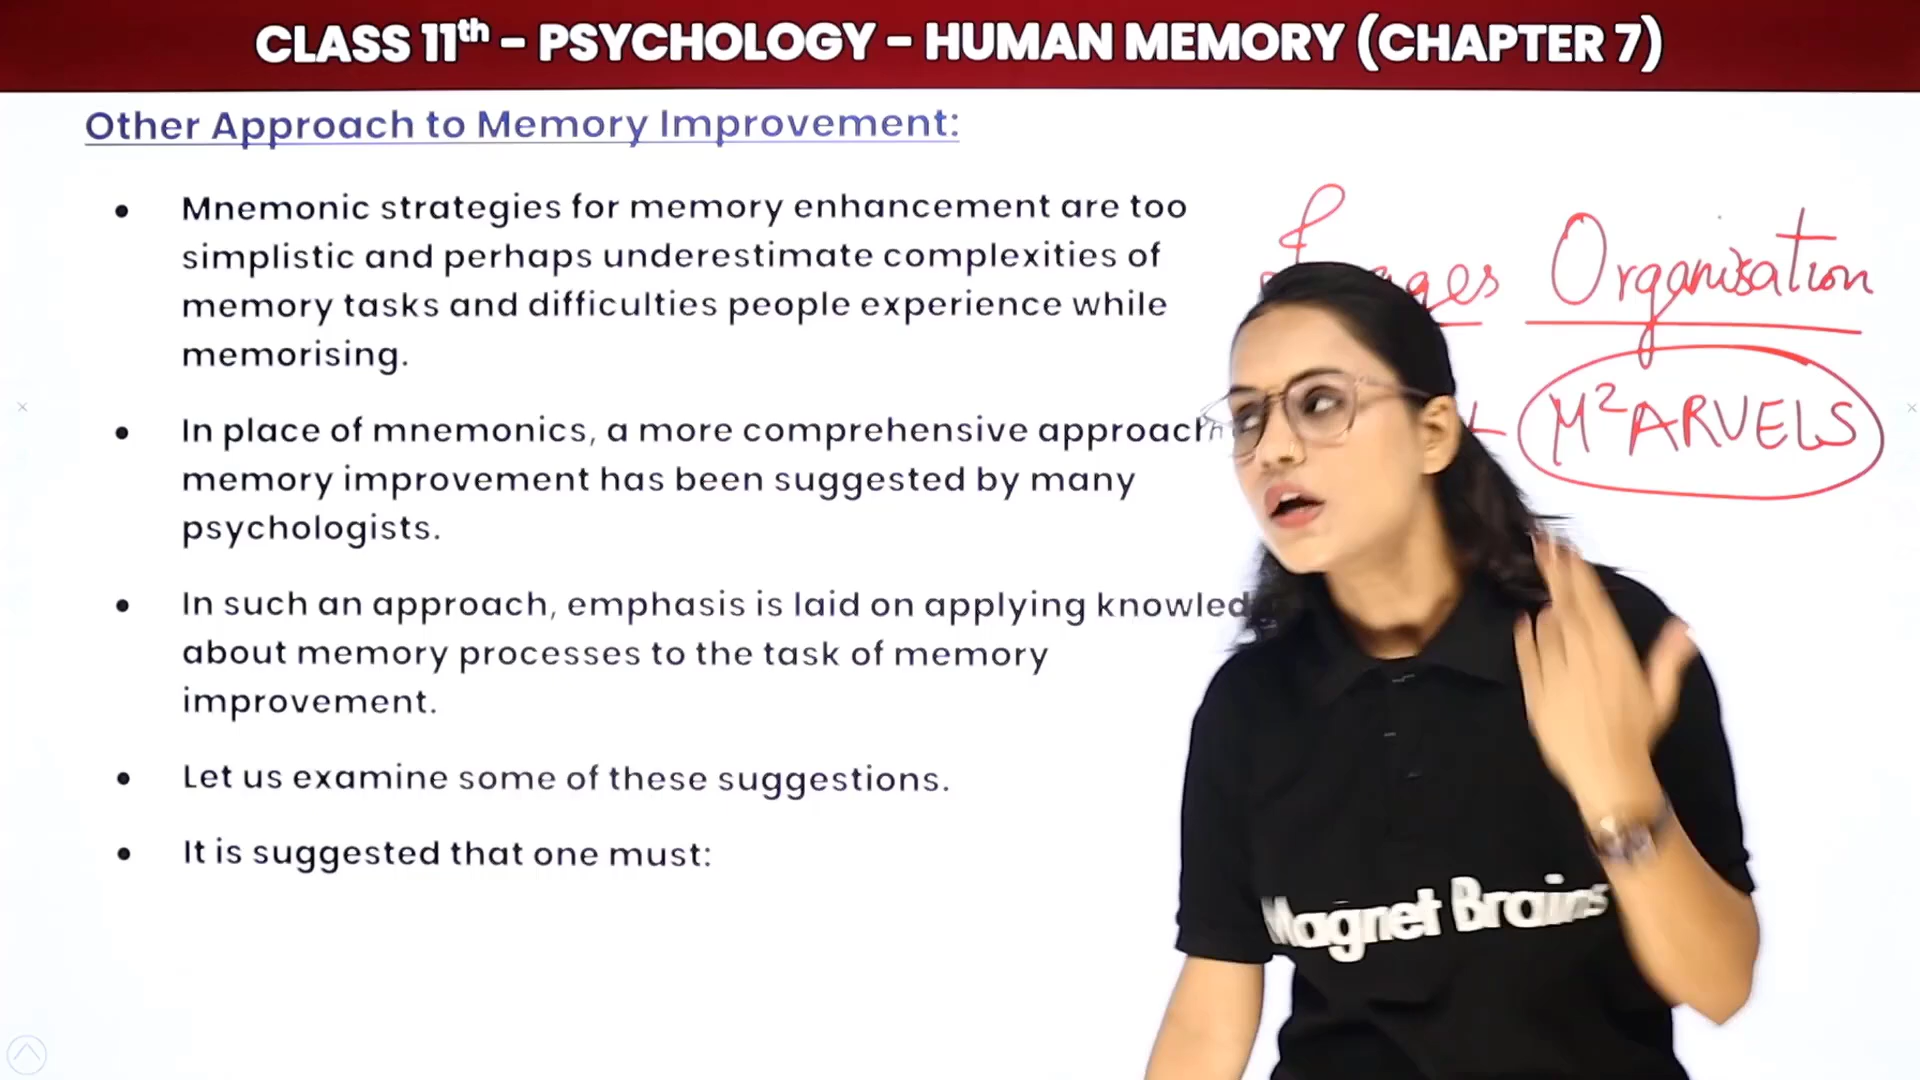 CLASS 11th - PSYCHOLOGY - HUMAN MEMORY (CHAPTER 7)
Other Approach to Memory Improvement:
• Mnemonic strategies for memory enhancement are too
simplistic and perhaps underestimate complexities of
memory tasks and difficulties people experience while
memorising.
• In place of mnemonics, a more comprehensive approach
memory improvement has been suggested by many
psychologists.
• In such an approach, emphasis is laid on applying
about memory processes to the task of memory
improvement.
• Let us examine some of these suggestions.
• It is suggested that one must:
Organisation
M²ARVELS
Magnet Brains